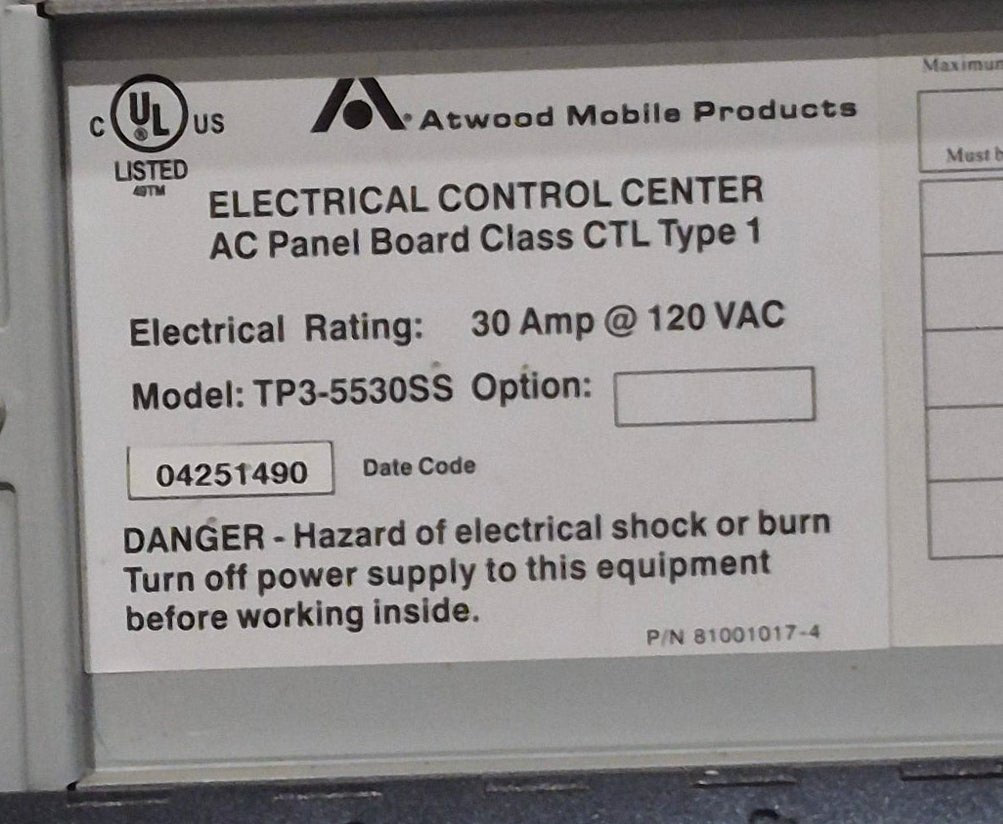 C UL US
®
LISTED
49TM
Atwood Mobile Products
ELECTRICAL CONTROL CENTER
AC Panel Board Class CTL Type 1
Electrical Rating: 30 Amp @ 120 VAC
Model: TP3-5530SS Option:
04251490 Date Code
DANGER - Hazard of electrical shock or burn
Turn off power supply to this equipment
before working inside.
P/N 81001017-4
Must